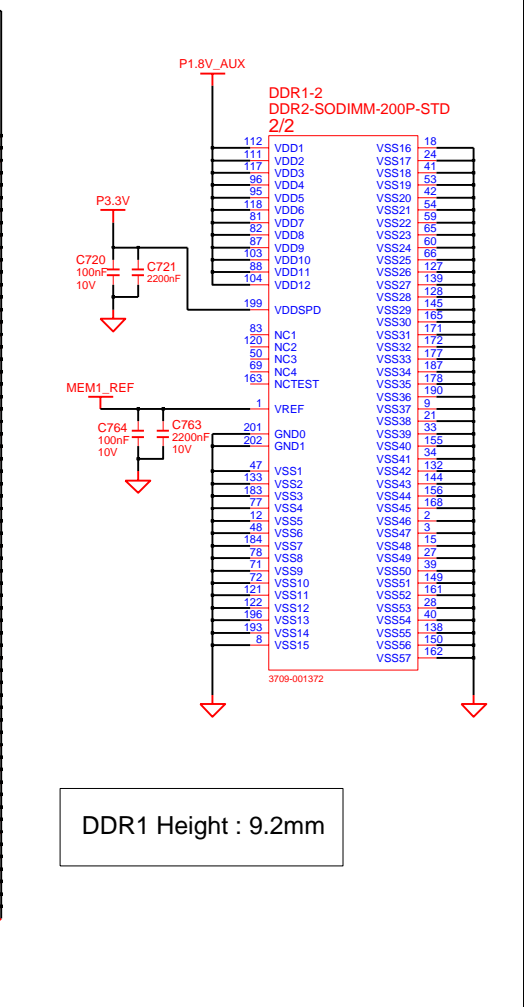 P1.8V_AUX
DDR1-2
DDR2-SODIMM-200P-STD
2/2
112 VDD1
111 VDD2
117 VDD3
96 VDD4
95 VDD5
118 VDD6
81 VDD7
82 VDD8
87 VDD9
103 VDD10
88 VDD11
104 VDD12
P3.3V
C720
100nF
10V
C721
2200nF
199 VDDSPD
83 NC1
120 NC2
50 NC3
69 NC4
163 NCTEST
MEM1_REF
1 VREF
C764
100nF
10V
C763
2200nF
10V
201 GND0
202 GND1
47 VSS1
133 VSS2
183 VSS3
77 VSS4
12 VSS5
48 VSS6
184 VSS7
78 VSS8
71 VSS9
72 VSS10
121 VSS11
122 VSS12
196 VSS13
193 VSS14
8 VSS15
VSS16 18
VSS17 24
VSS18 41
VSS19 53
VSS20 42
VSS21 54
VSS22 59
VSS23 65
VSS24 60
VSS25 66
VSS26 127
VSS27 139
VSS28 128
VSS29 145
VSS30 165
VSS31 171
VSS32 172
VSS33 177
VSS34 187
VSS35 178
VSS36 190
VSS37 9
VSS38 21
VSS39 33
VSS40 155
VSS41 34
VSS42 132
VSS43 144
VSS44 156
VSS45 168
VSS46 2
VSS47 3
VSS48 15
VSS49 27
VSS50 39
VSS51 149
VSS52 161
VSS53 28
VSS54 40
VSS55 138
VSS56 150
VSS57 162
3709-001372
DDR1 Height : 9.2mm